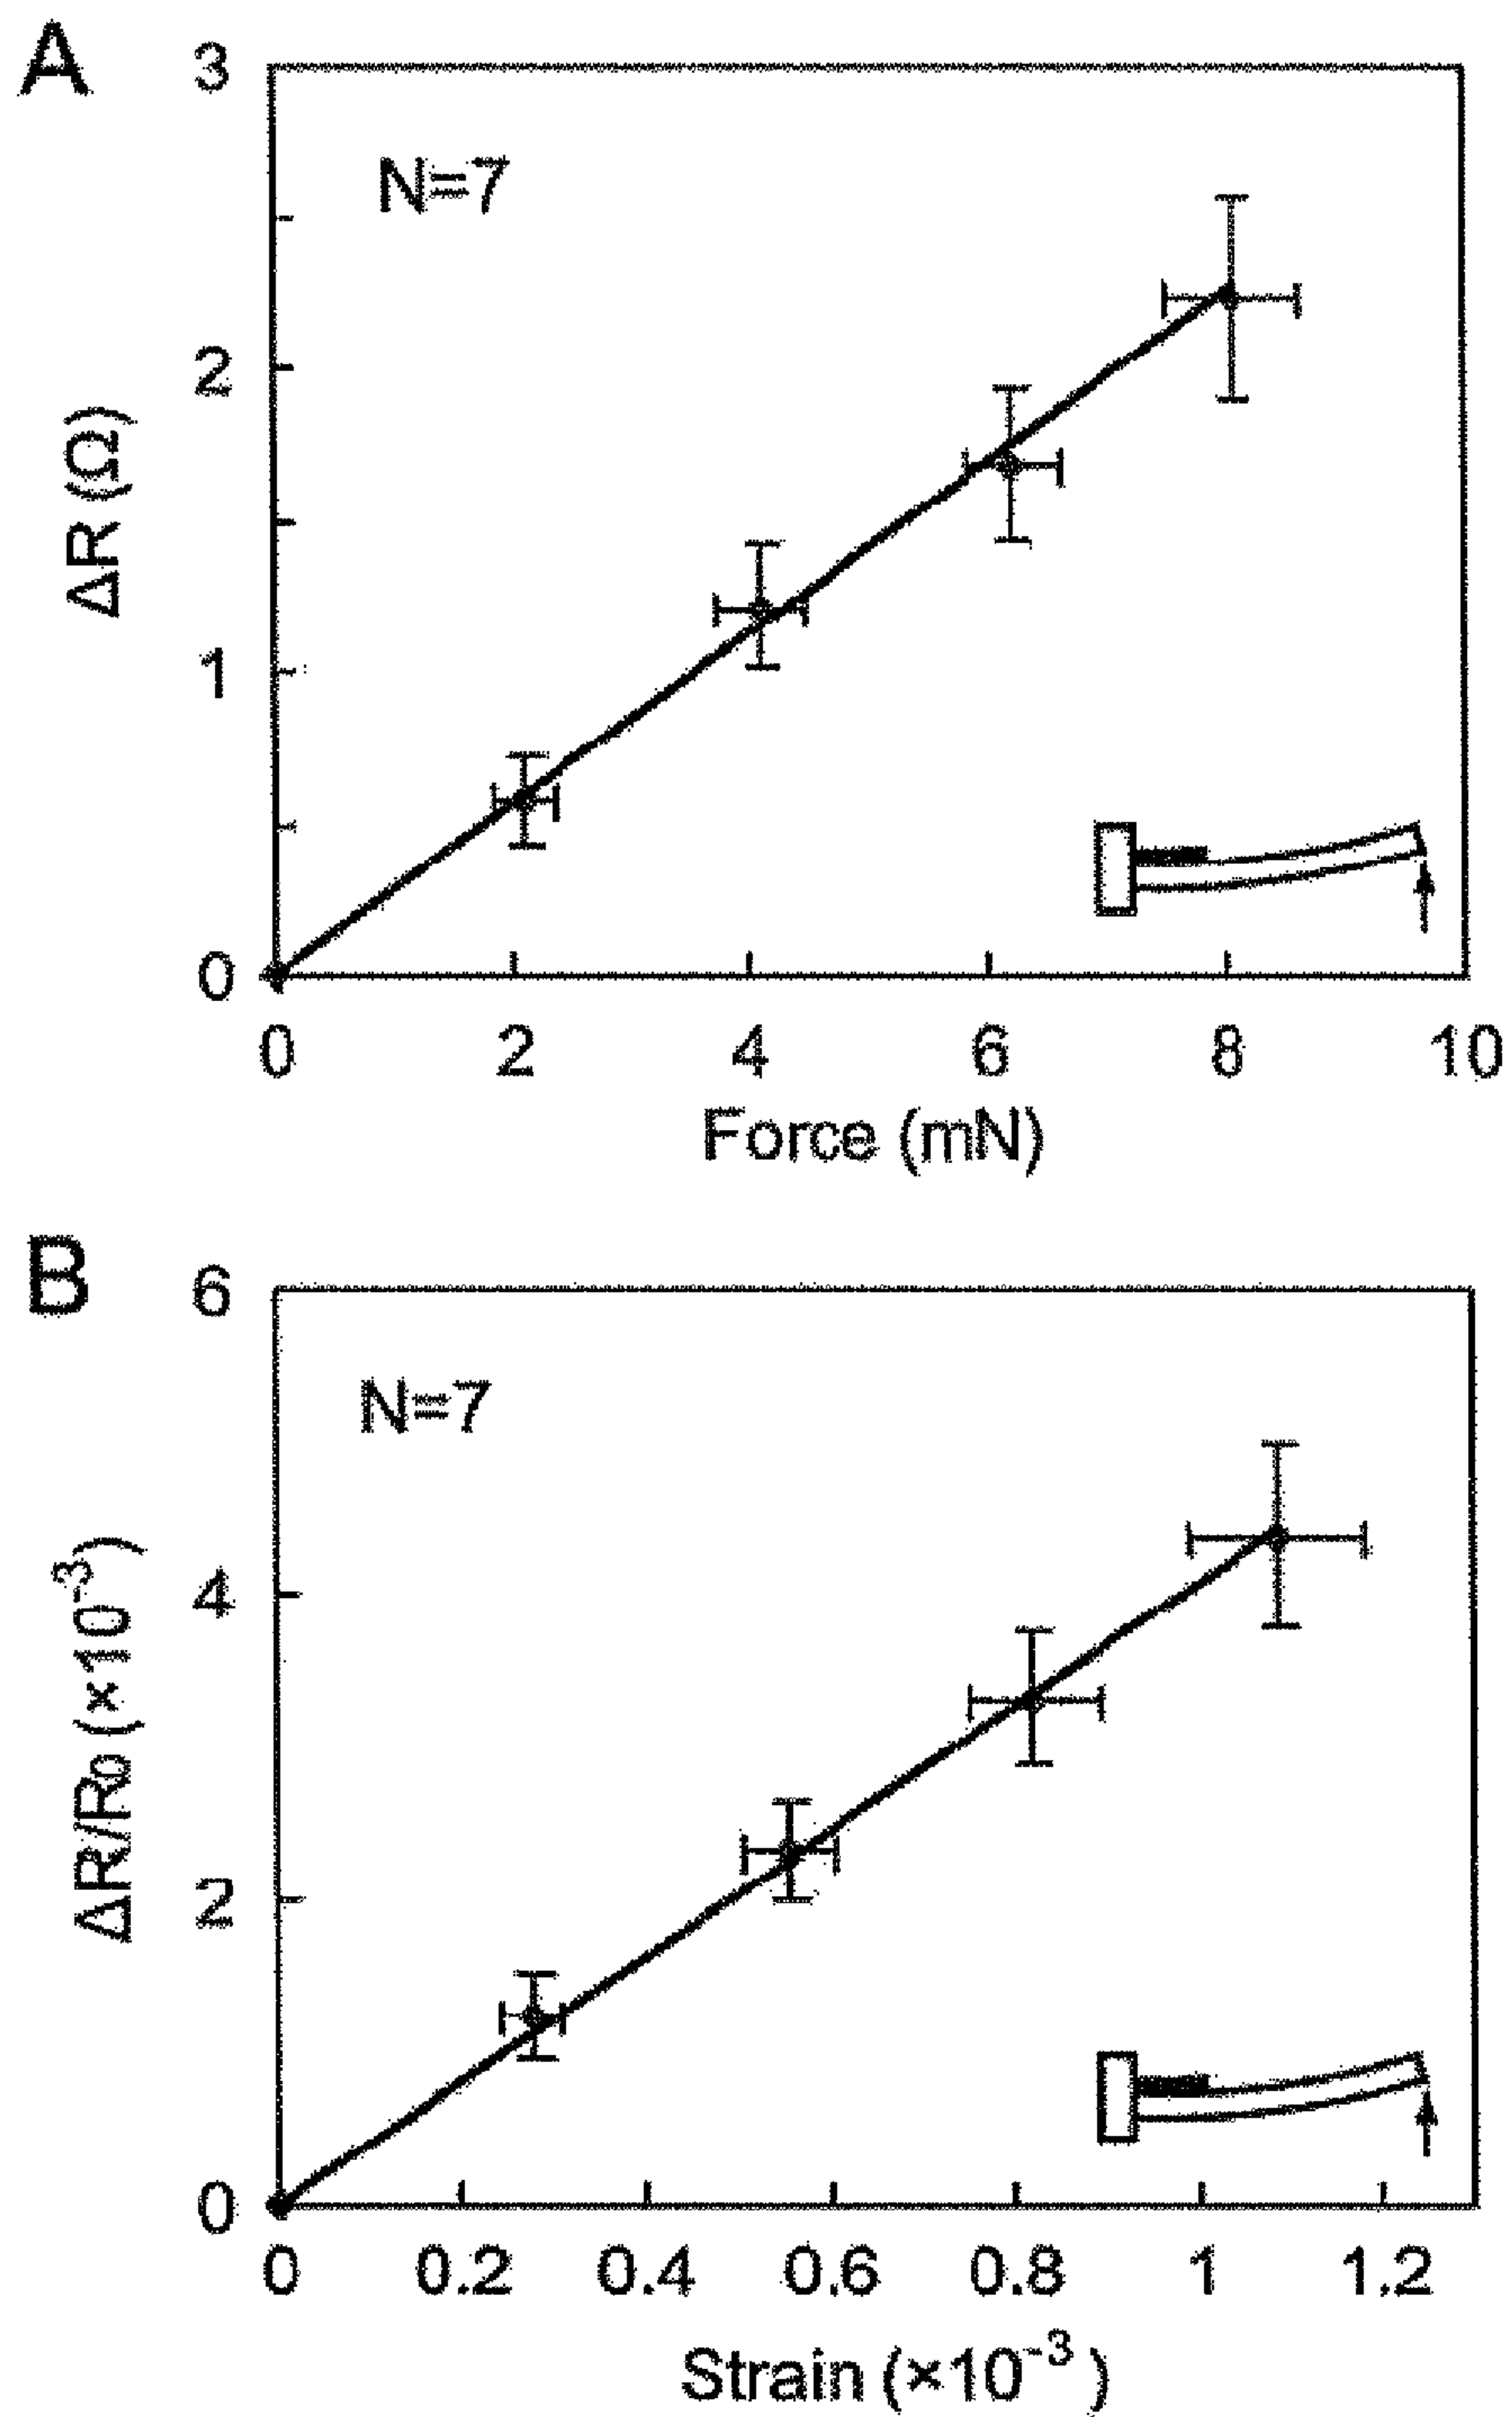 A
3
N=7
2
ΔR (Ω)
1
0
0 2 4 6 8 10
Force (mN)
B
6
N=7
4
ΔR/R₀ (×10⁻³)
2
0
0 0.2 0.4 0.6 0.8 1 1.2
Strain (×10⁻³)